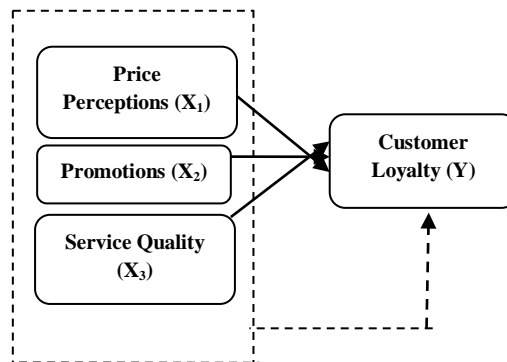 Price
Perceptions (X₁)
Promotions (X₂)
Service Quality
(X₃)
Customer
Loyalty (Y)